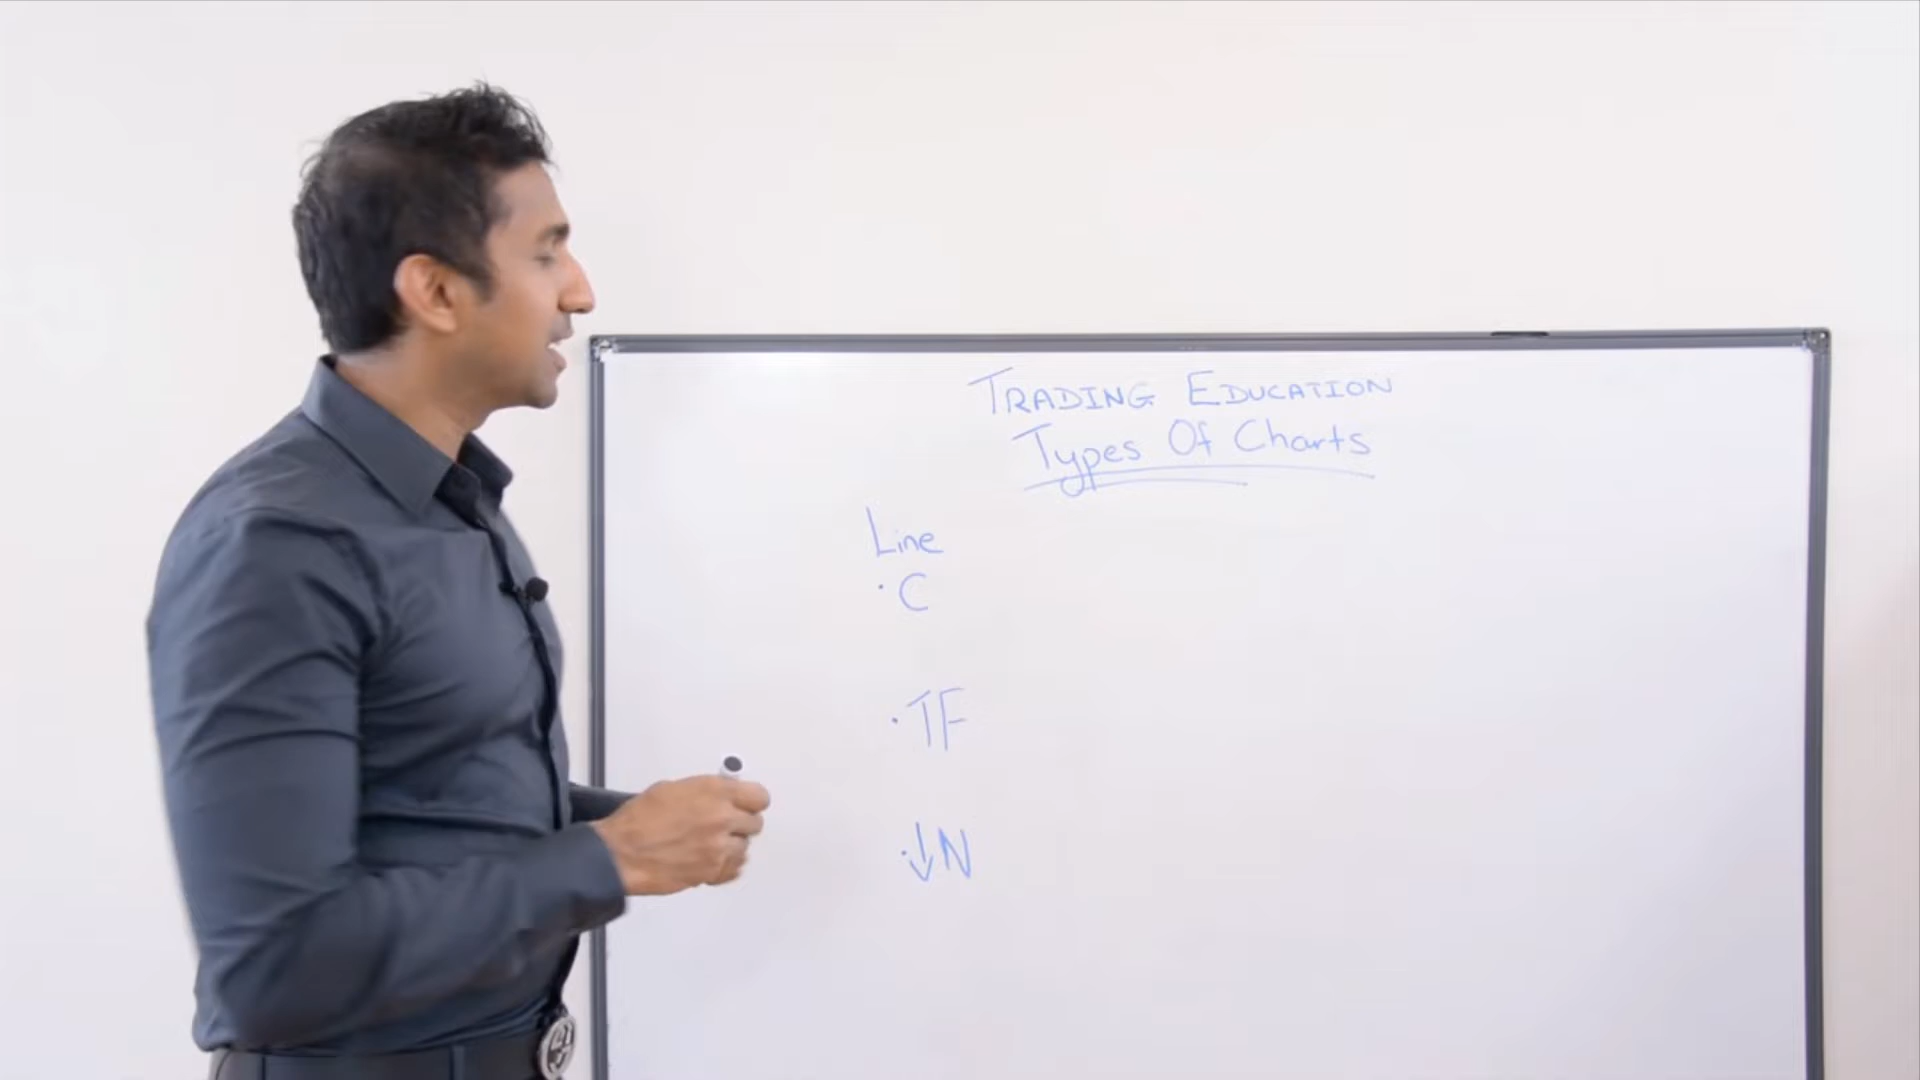 TRADING EDUCATION
Types Of Charts
Line
· C
· TF
· ↓ N